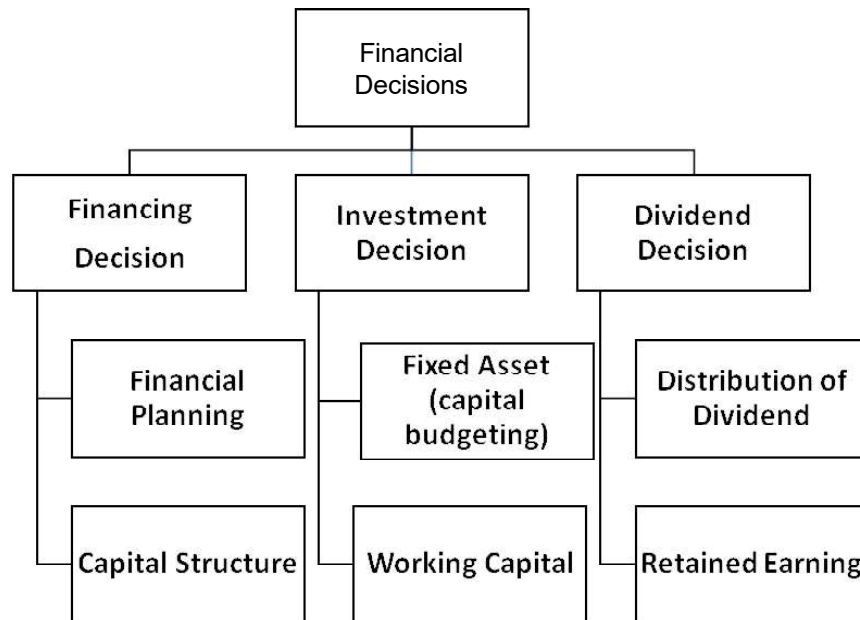 Financial
Decisions
Financing
Decision
Investment
Decision
Dividend
Decision
Financial
Planning
Fixed Asset
(capital
budgeting)
Distribution of
Dividend
Capital Structure
Working Capital
Retained Earning